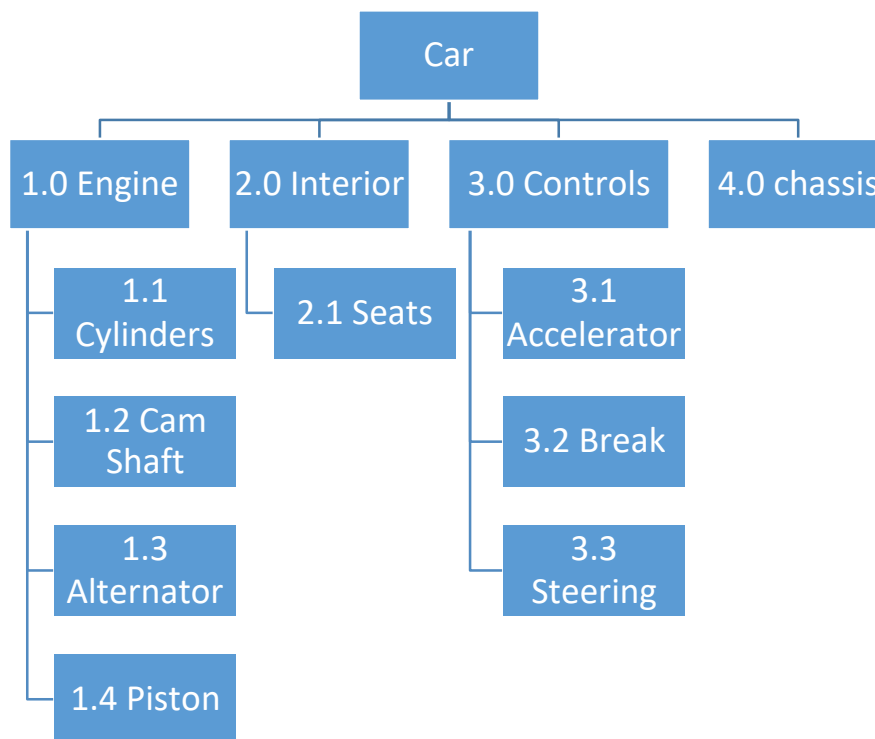 Car
1.0 Engine
2.0 Interior
3.0 Controls
4.0 chassis
1.1
Cylinders
1.2 Cam
Shaft
1.3
Alternator
1.4 Piston
2.1 Seats
3.1
Accelerator
3.2 Break
3.3
Steering